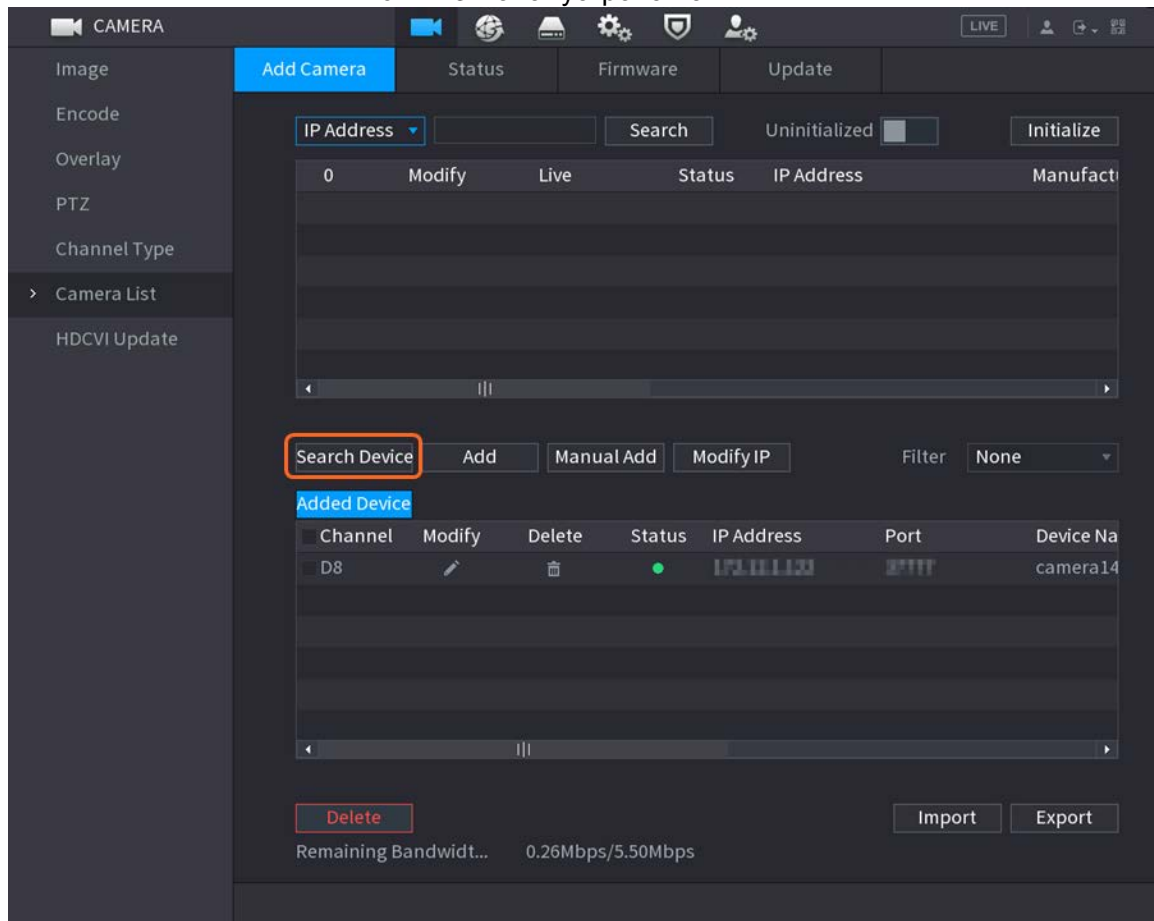 CAMERA LIVE
Image Add Camera Status Firmware Update
Encode
IP Address Search Uninitialized Initialize
Overlay
0 Modify Live Status IP Address Manufact
PTZ
Channel Type
> Camera List
HDCVI Update
Search Device Add Manual Add Modify IP Filter None
Added Device
Channel Modify Delete Status IP Address Port Device Na
D8 camera14
Delete Import Export
Remaining Bandwidt... 0.26Mbps/5.50Mbps